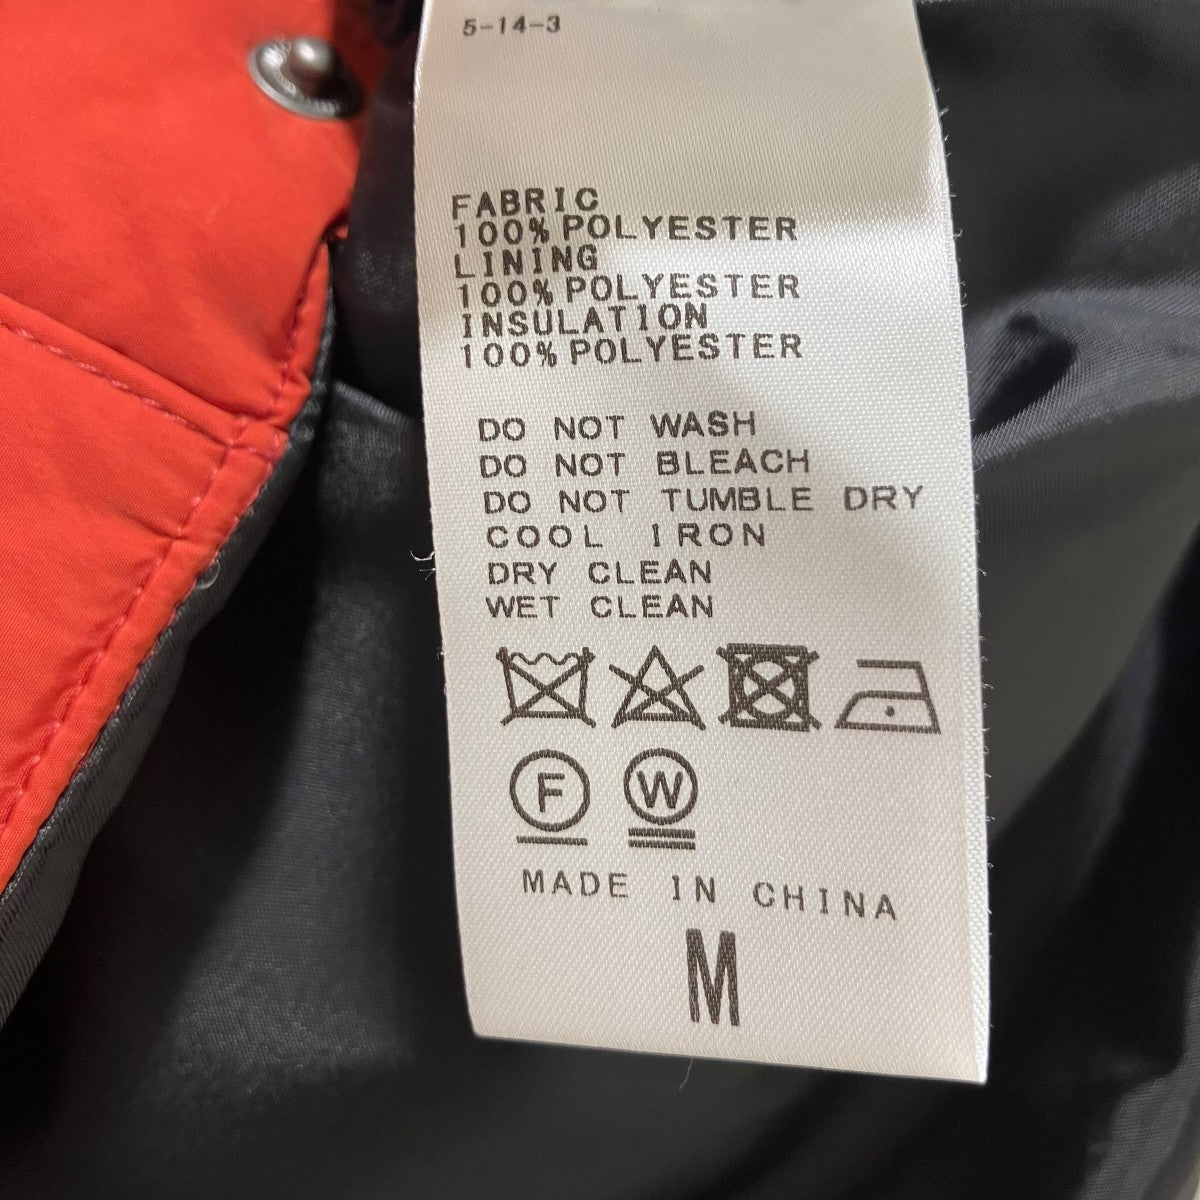 5-14-3
FABRIC
100% POLYESTER
LINING
100% POLYESTER
INSULATION
100% POLYESTER
DO NOT WASH
DO NOT BLEACH
DO NOT TUMBLE DRY
COOL IRON
DRY CLEAN
WET CLEAN
F W
MADE IN CHINA
M